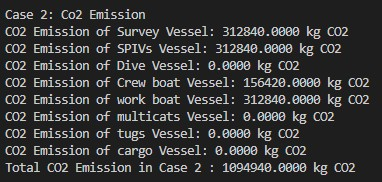 Case 2: Co2 Emission
CO2 Emission of Survey Vessel: 312840.0000 kg CO2
CO2 Emission of SPIVs Vessel: 312840.0000 kg CO2
CO2 Emission of Dive Vessel: 0.0000 kg CO2
CO2 Emission of Crew boat Vessel: 156420.0000 kg CO2
CO2 Emission of work boat Vessel: 312840.0000 kg CO2
CO2 Emission of multicats Vessel: 0.0000 kg CO2
CO2 Emission of tugs Vessel: 0.0000 kg CO2
CO2 Emission of cargo Vessel: 0.0000 kg CO2
Total CO2 Emission in Case 2 : 1094940.0000 kg CO2